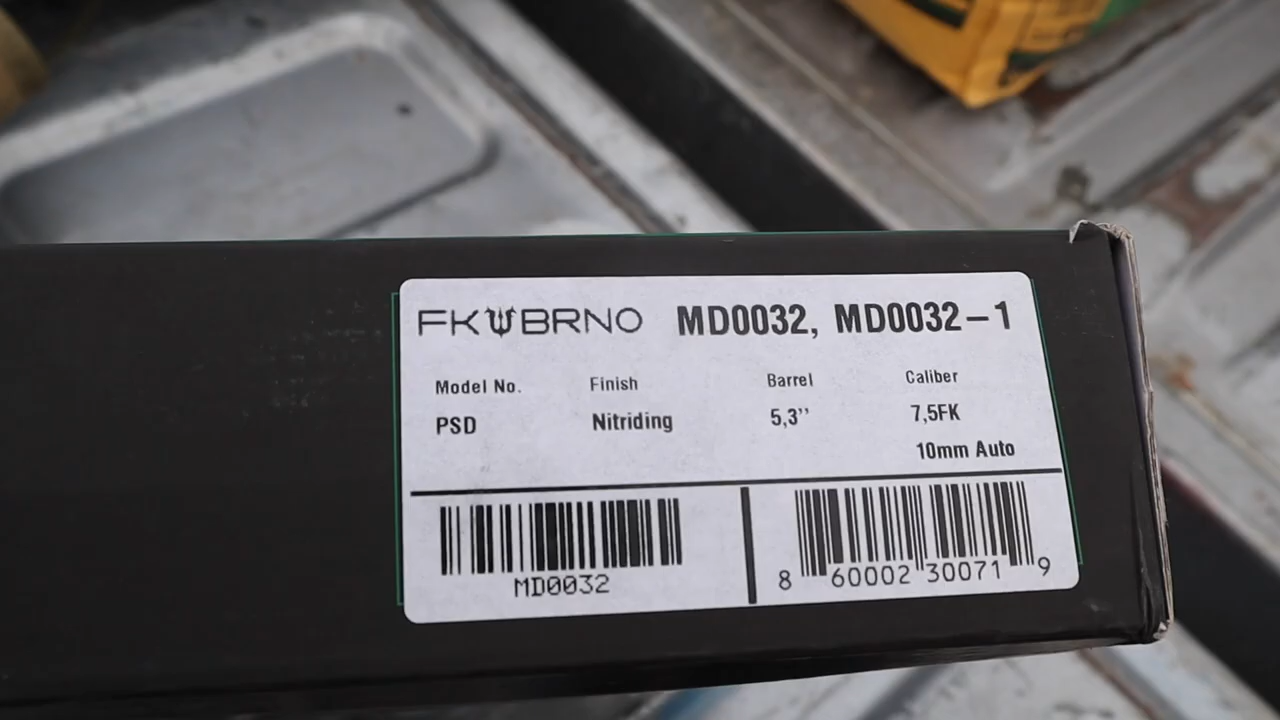 FK BRNO MD0032, MD0032-1
Model No. Finish Barrel Caliber
PSD Nitriding 5,3’’ 7,5FK
10mm Auto
MD0032
8 60002 30071 9